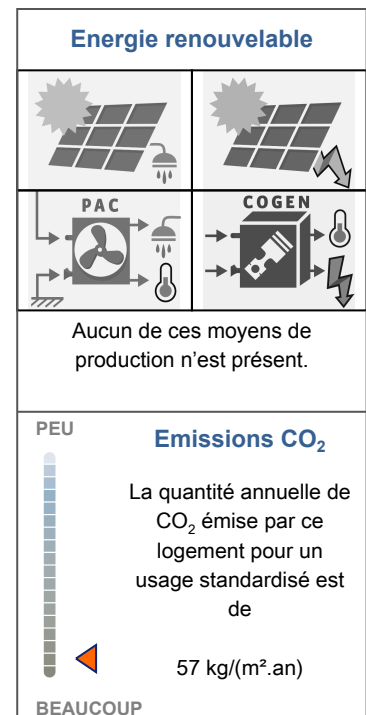 Energie renouvelable
PAC
COGEN
Aucun de ces moyens de
production n'est présent.
PEU
Emissions CO₂
La quantité annuelle de
CO₂ émise par ce
logement pour un
usage standardisé est
de
57 kg/(m².an)
BEAUCOUP